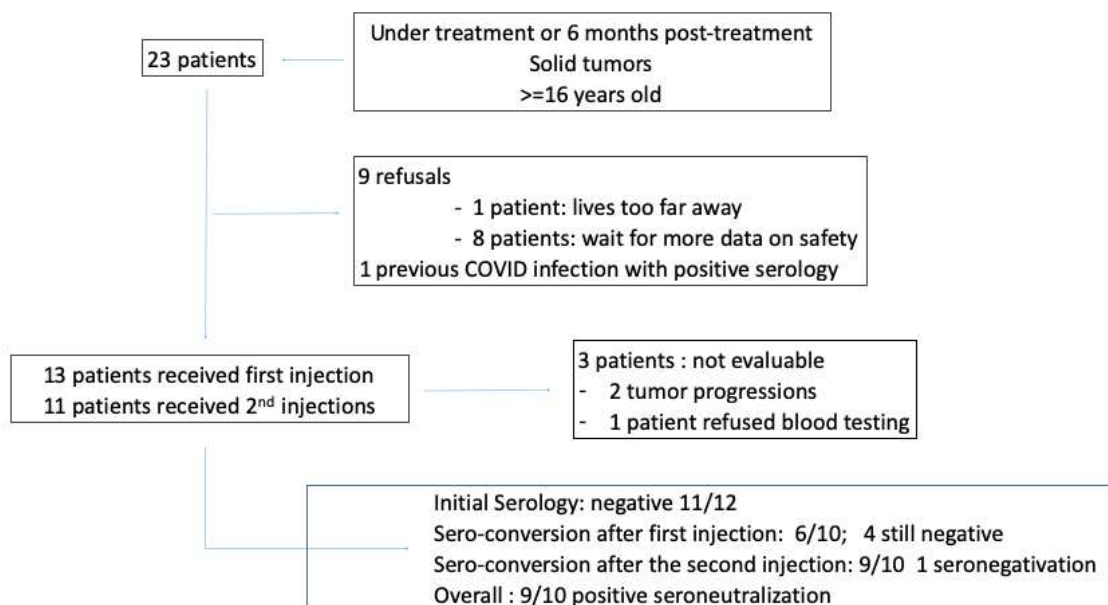 23 patients
Under treatment or 6 months post-treatment
Solid tumors
>=16 years old
9 refusals
- 1 patient: lives too far away
- 8 patients: wait for more data on safety
1 previous COVID infection with positive serology
13 patients received first injection
11 patients received 2nd injections
3 patients : not evaluable
- 2 tumor progressions
- 1 patient refused blood testing
Initial Serology: negative 11/12
Sero-conversion after first injection: 6/10; 4 still negative
Sero-conversion after the second injection: 9/10 1 seronegativation
Overall : 9/10 positive seroneutralization